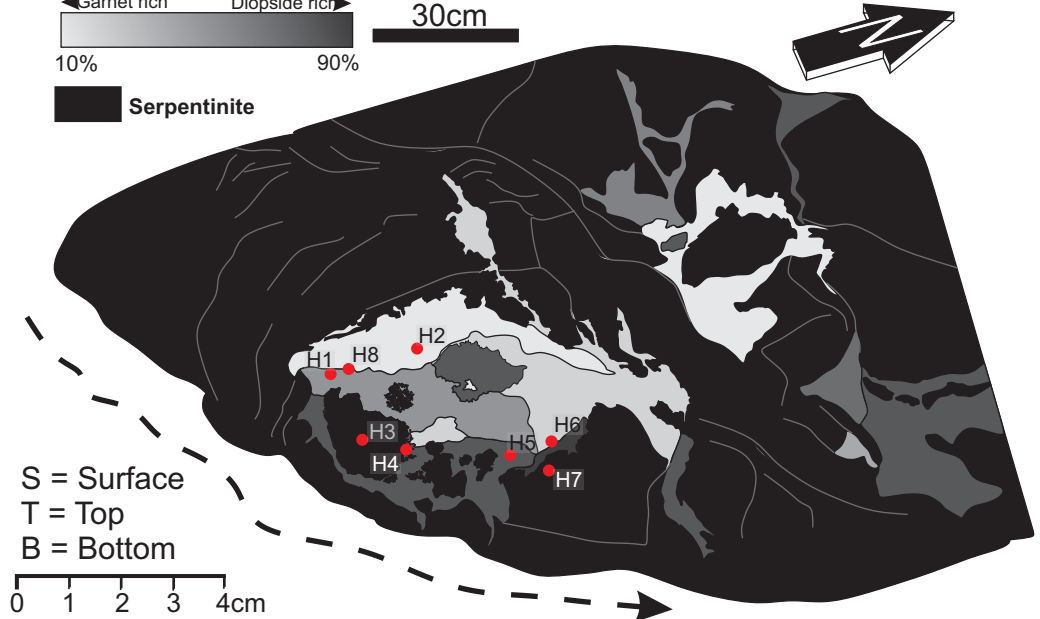 Garnet rich Diopside rich
10% 90%
30cm
N
Serpentinite
H2
H1 H8
H3
H4
H5
H6
H7
S = Surface
T = Top
B = Bottom
0 1 2 3 4cm